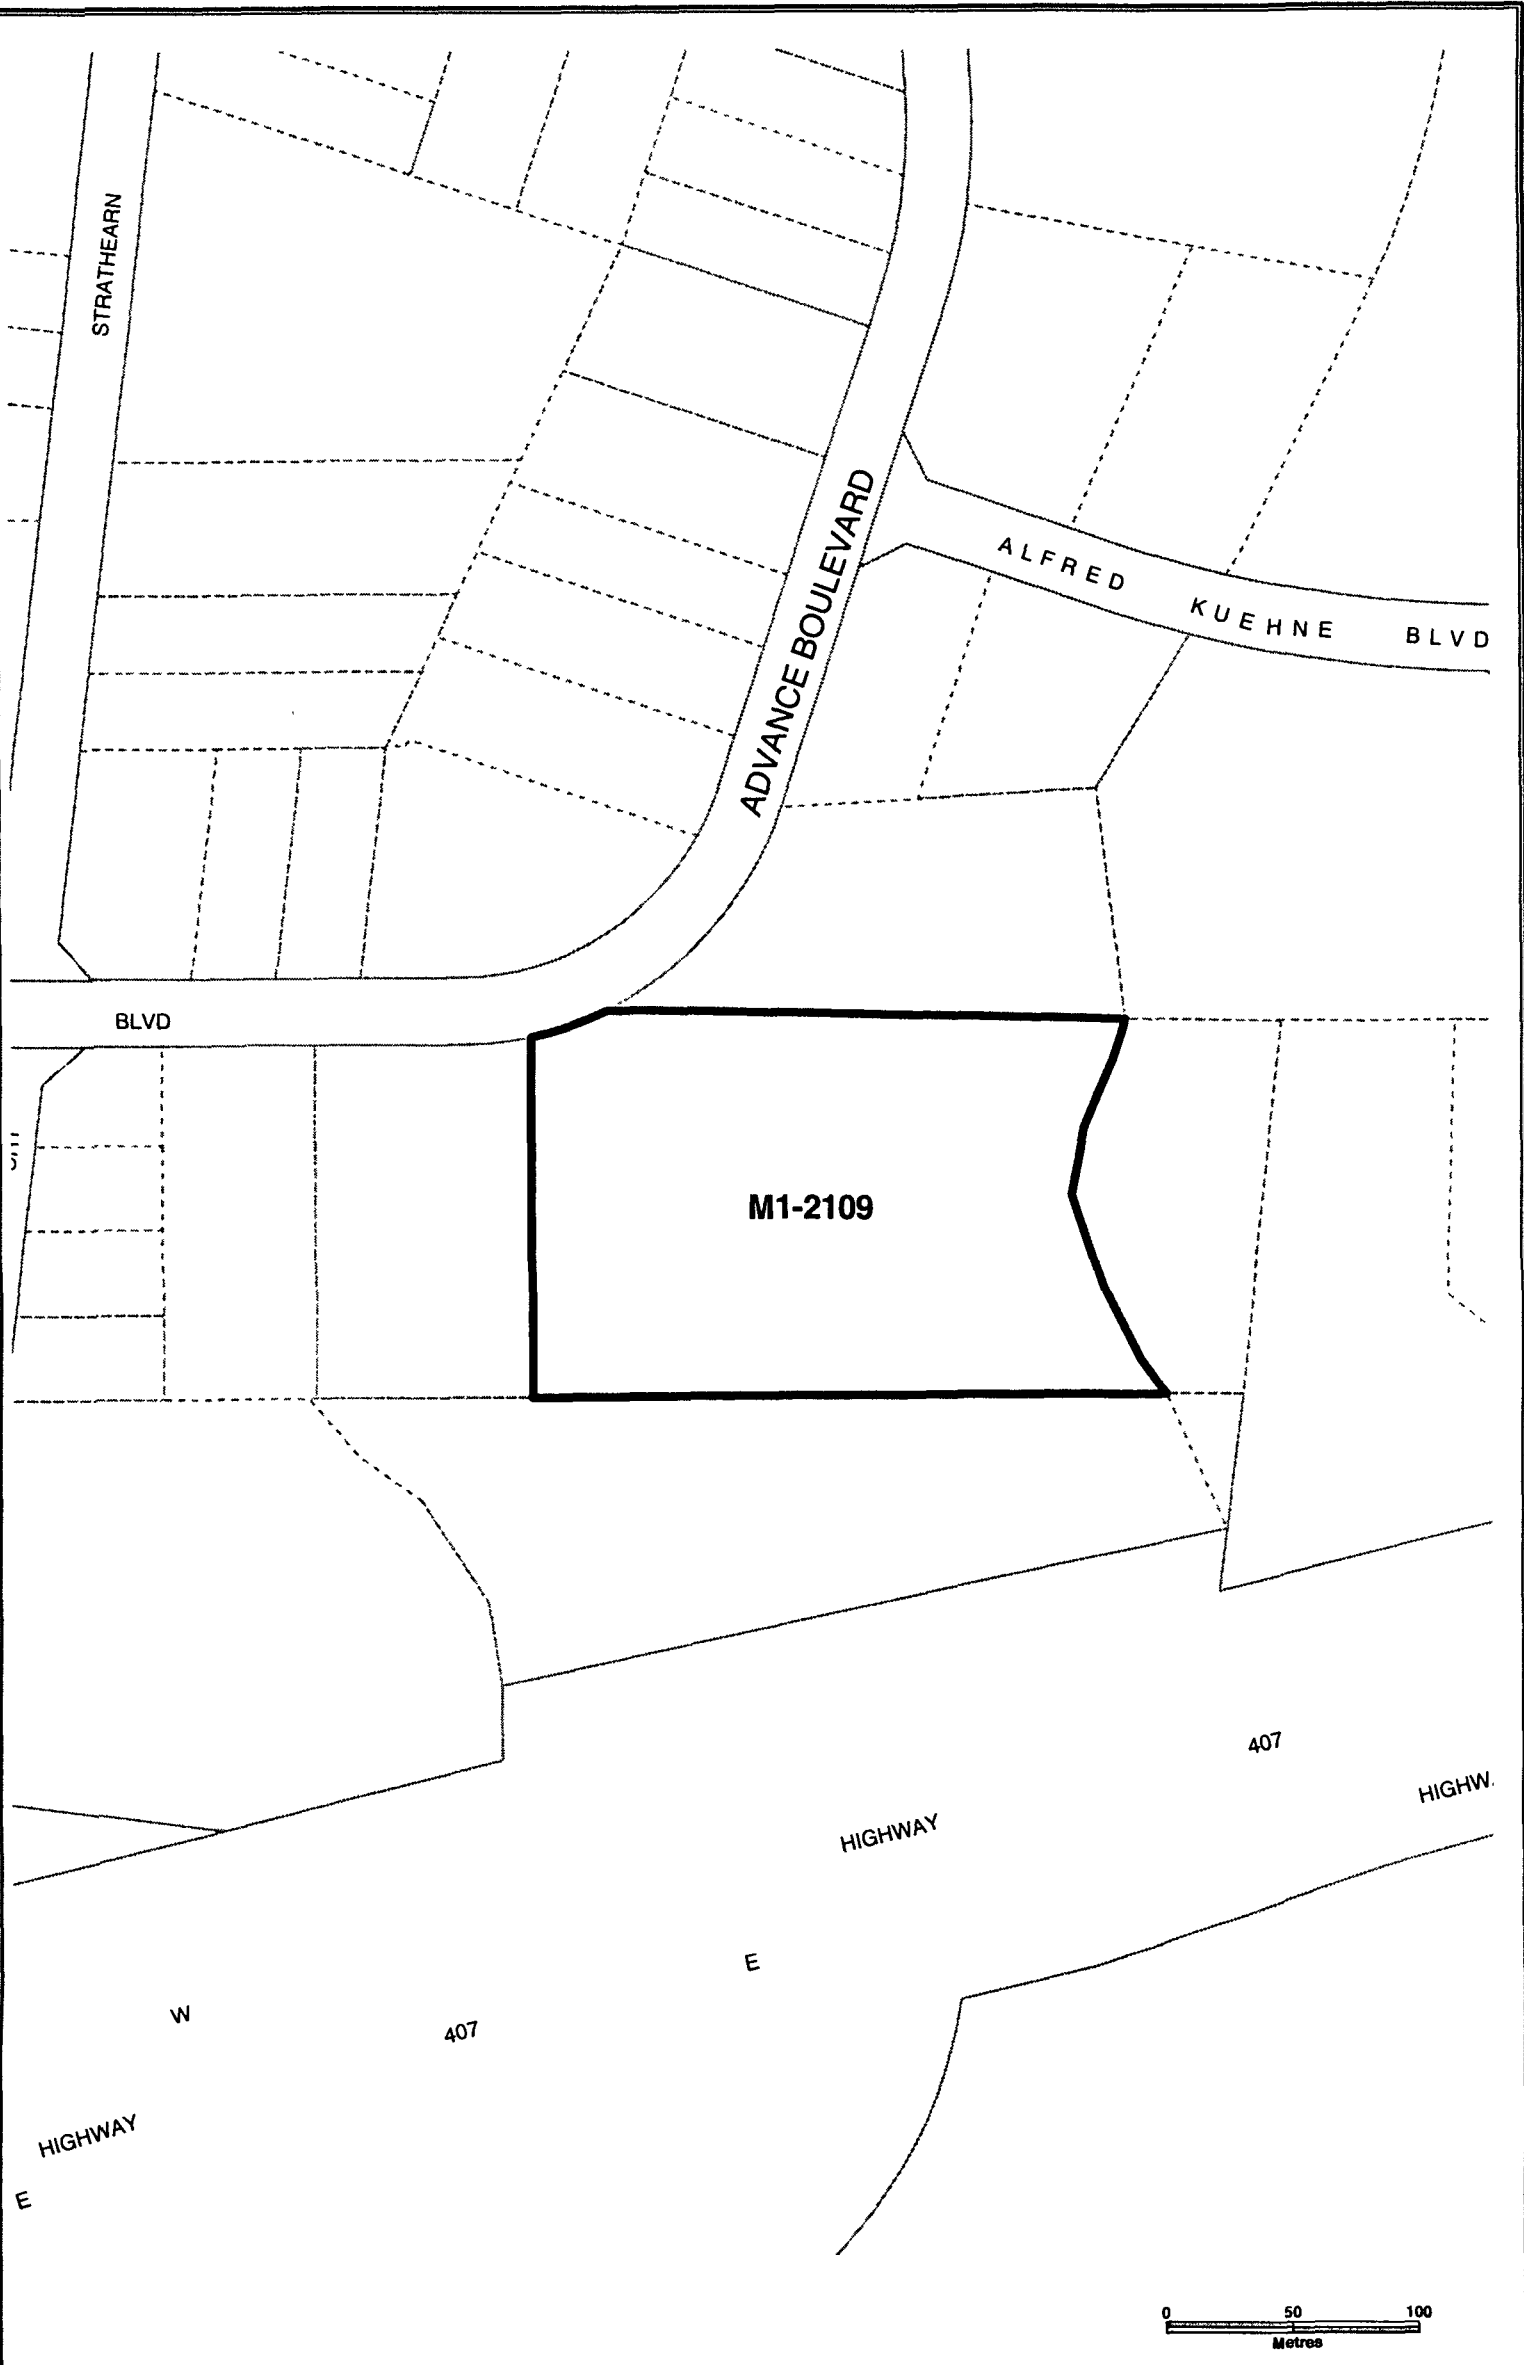 STRATHEARN
ADVANCE BOULEVARD
ALFRED KUEHNE BLVD
BLVD
M1-2109
407
HIGHW
HIGHWAY
E
W
407
HIGHWAY
E
0 50 100
Metres